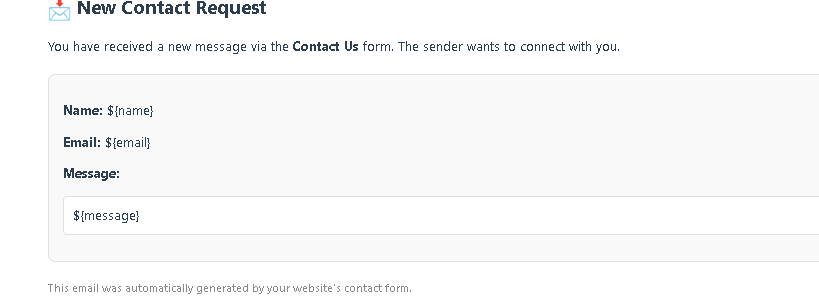 New Contact Request
You have received a new message via the Contact Us form. The sender wants to connect with you.
Name: ${name}
Email: ${email}
Message:
${message}
This email was automatically generated by your website's contact form.